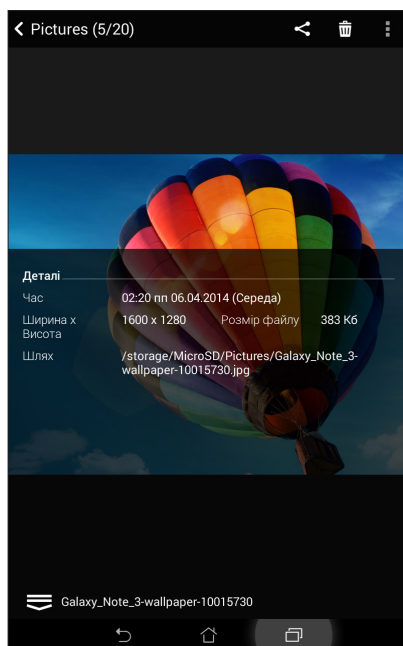 Pictures (5/20)
Деталі
Час 02:20 пп 06.04.2014 (Середа)
Ширина x Висота 1600 x 1280 Розмір файлу 383 Кб
Шлях /storage/MicroSD/Pictures/Galaxy_Note_3-
wallpaper-10015730.jpg
Galaxy_Note_3-wallpaper-10015730